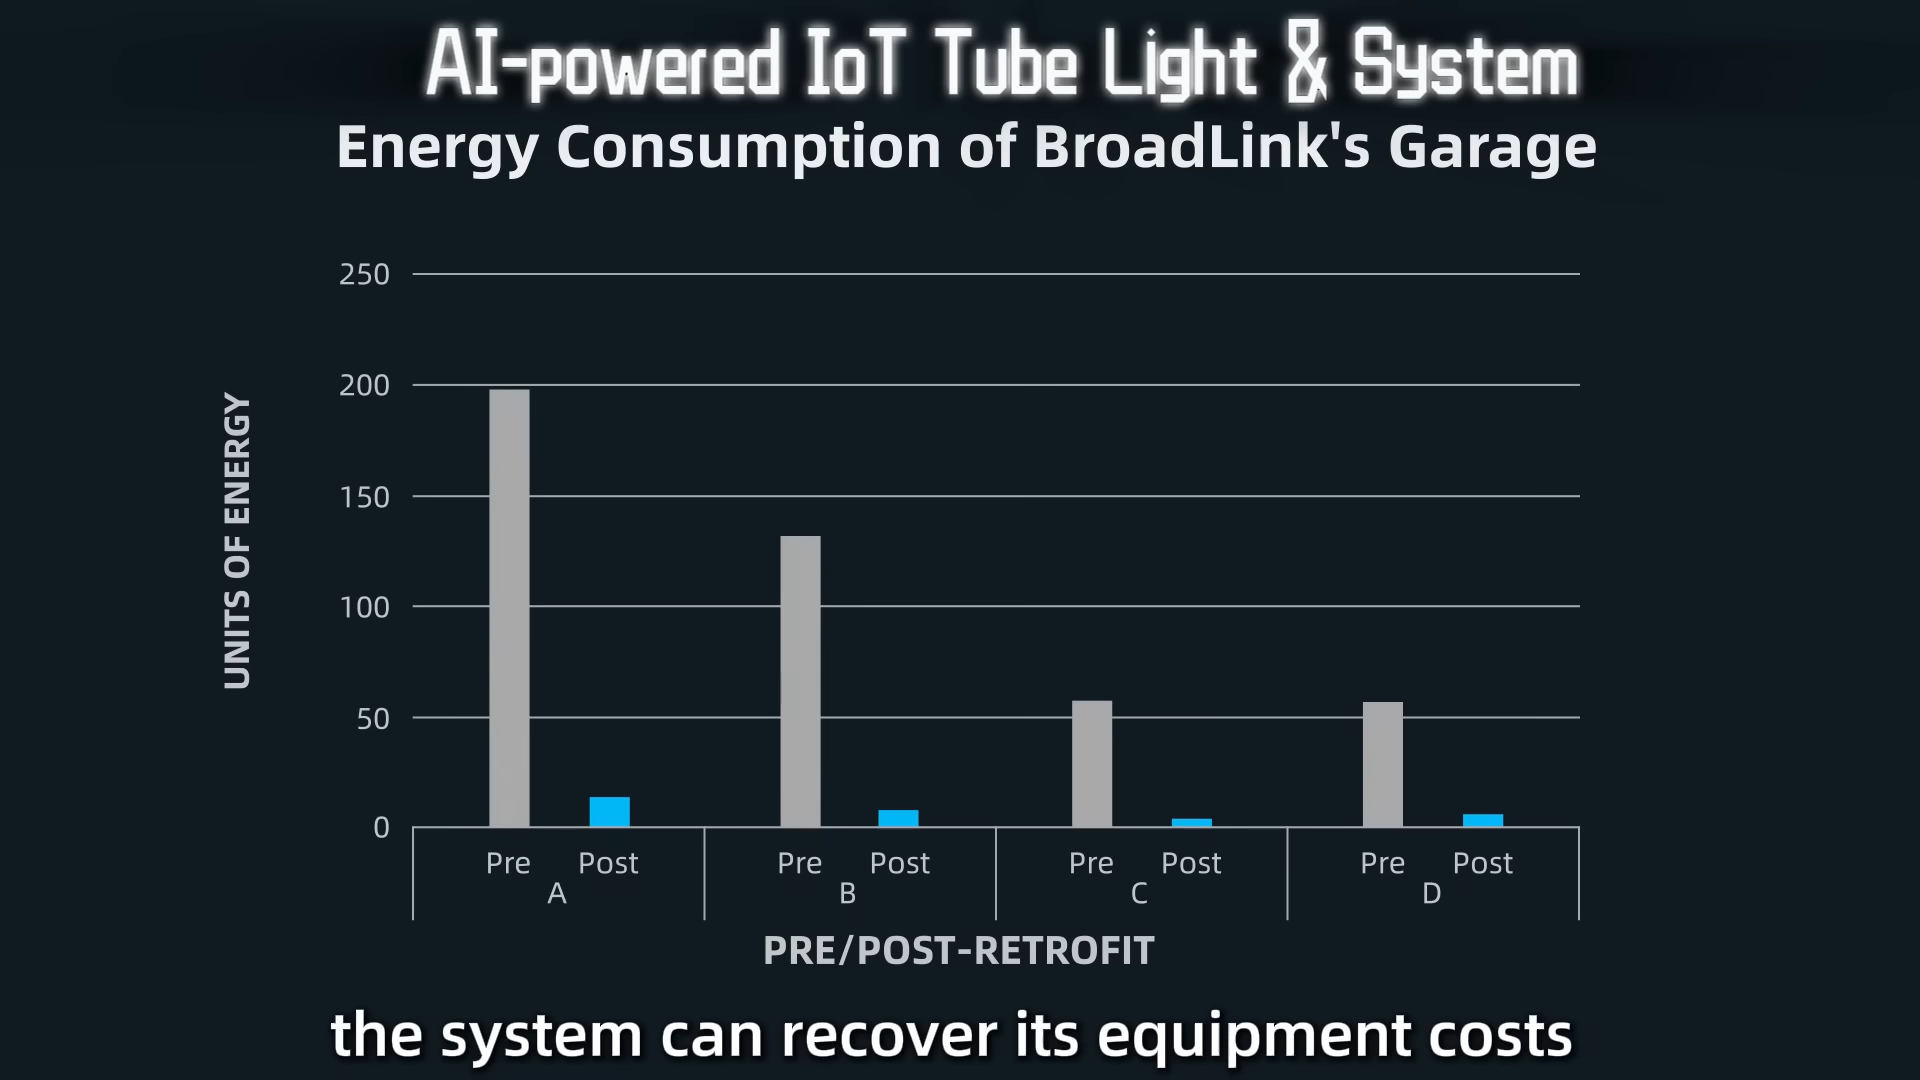 AI-powered IoT Tube Light & System
Energy Consumption of BroadLink's Garage
UNITS OF ENERGY
250
200
150
100
50
0
Pre Post Pre Post Pre Post Pre Post
A B C D
PRE/POST-RETROFIT
the system can recover its equipment costs